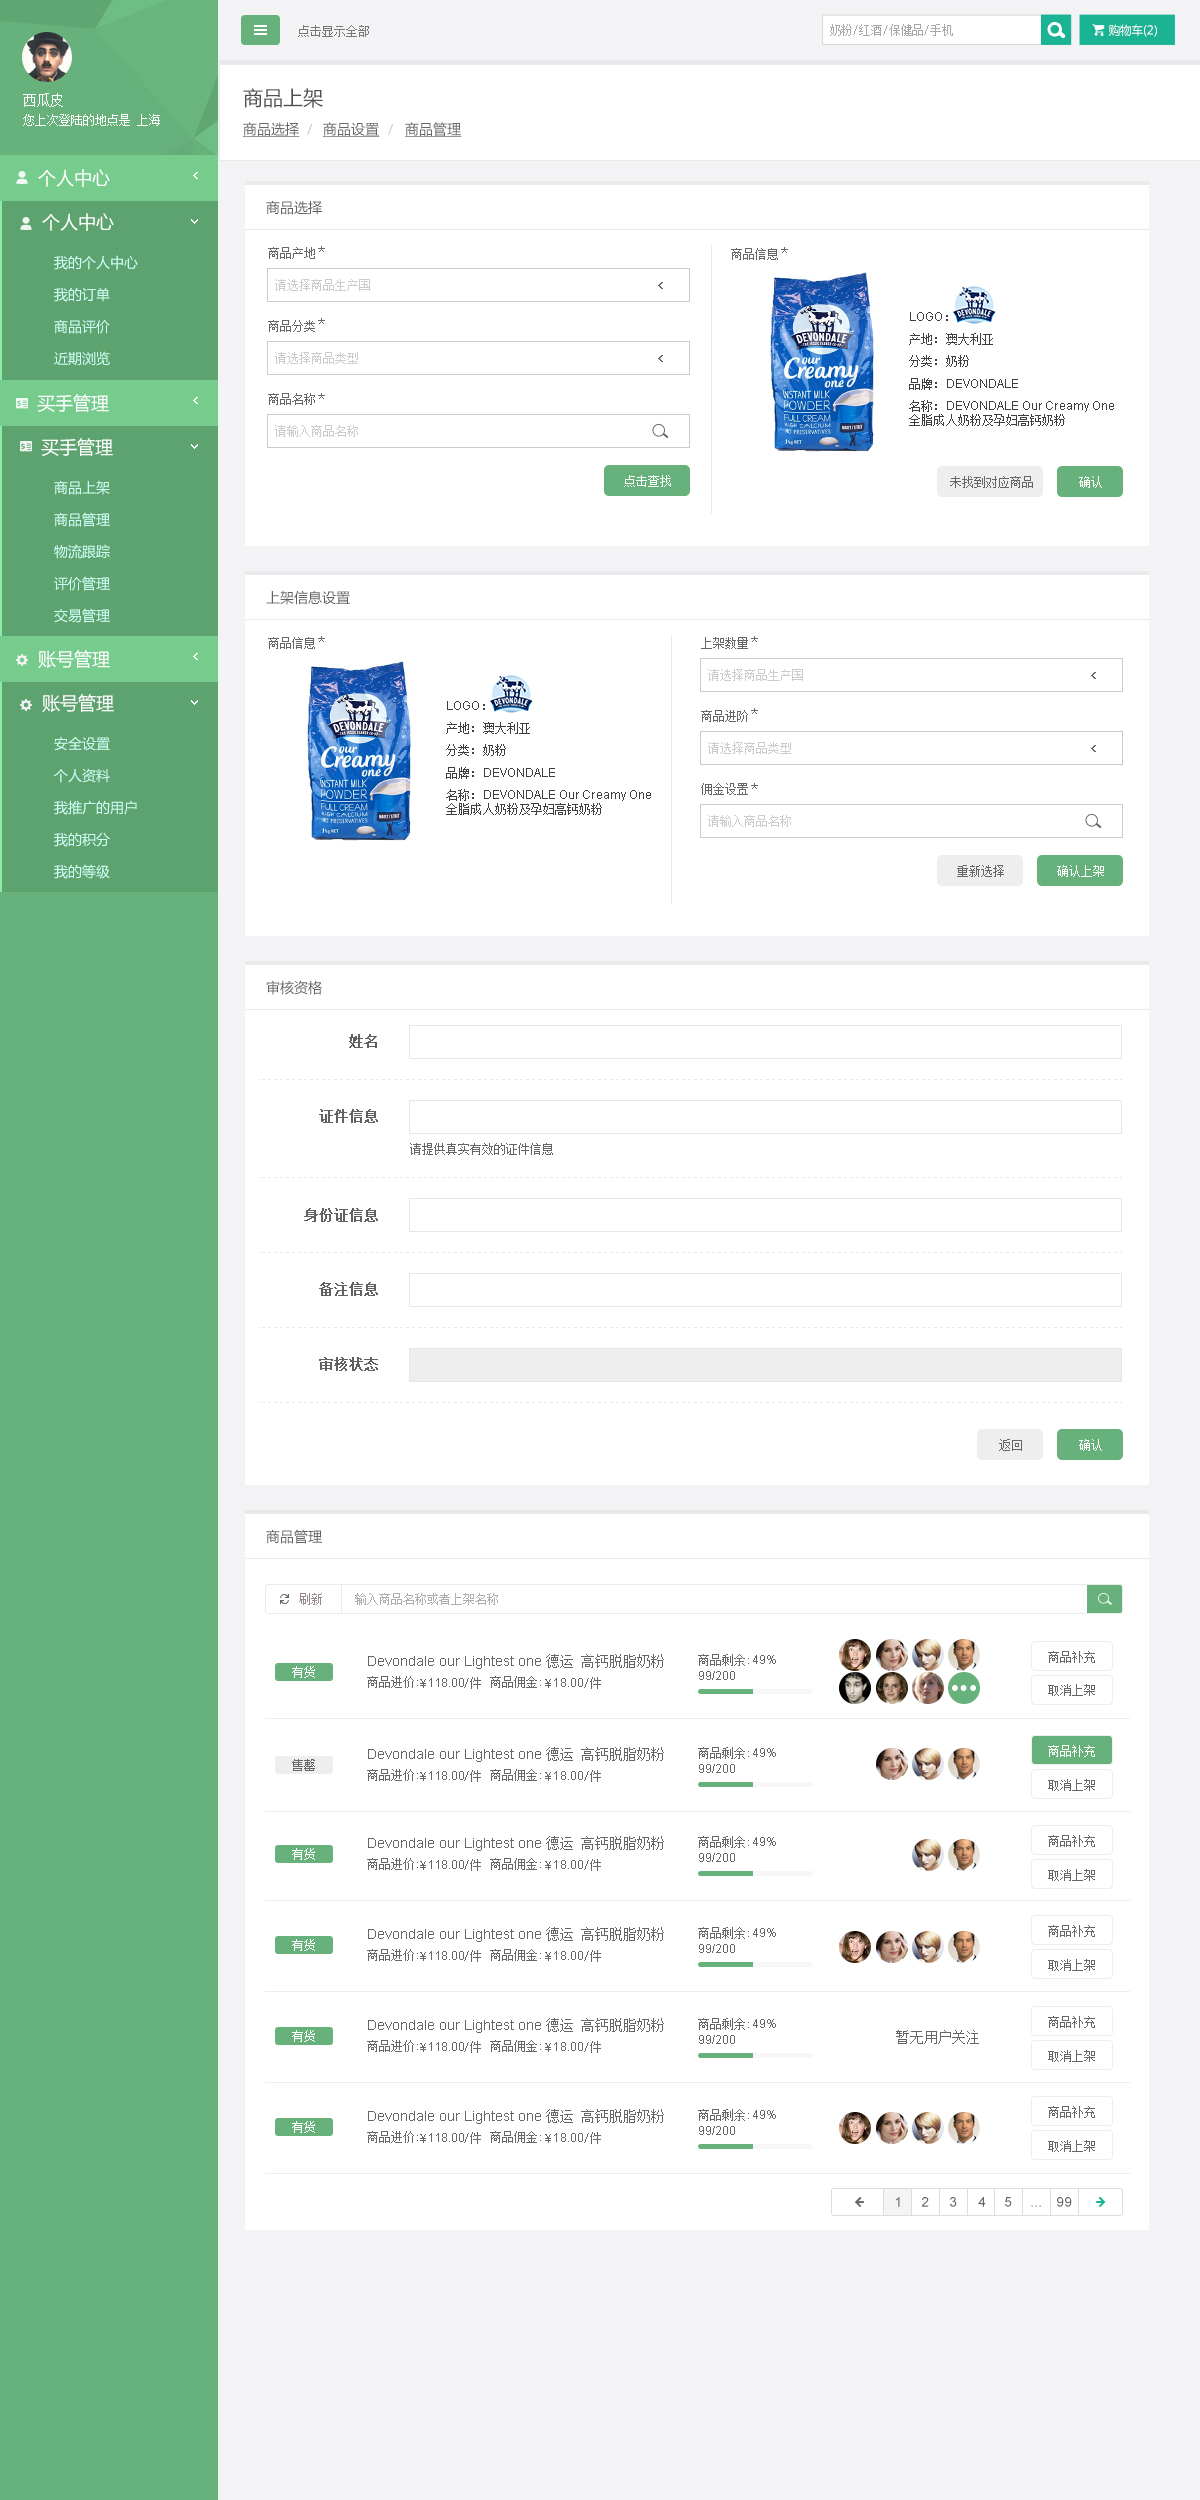 西瓜皮
您上次登陆的地点是 上海
个人中心
个人中心
我的个人中心
我的订单
商品评价
近期浏览
买手管理
买手管理
商品上架
商品管理
物流跟踪
评价管理
交易管理
账号管理
账号管理
安全设置
个人资料
我推广的用户
我的积分
我的等级
点击显示全部
奶粉/红酒/保健品/手机
购物车(2)
商品上架
商品选择 / 商品设置 / 商品管理
商品选择
商品产地*
请选择商品生产国
商品分类*
请选择商品类型
商品名称*
请输入商品名称
点击查找
商品信息*
DEVONDALE
our
Creamy
one
INSTANT MILK
POWDER
FULL CREAM
HIGH CALCIUM
NO PRESERVATIVES
1kg NET
LOGO: DEVONDALE
产地: 澳大利亚
分类: 奶粉
品牌: DEVONDALE
名称: DEVONDALE Our Creamy One
全脂成人奶粉及孕妇高钙奶粉
未找到对应商品
确认
上架信息设置
商品信息*
DEVONDALE
our
Creamy
one
INSTANT MILK
POWDER
FULL CREAM
HIGH CALCIUM
NO PRESERVATIVES
1kg NET
LOGO: DEVONDALE
产地: 澳大利亚
分类: 奶粉
品牌: DEVONDALE
名称: DEVONDALE Our Creamy One
全脂成人奶粉及孕妇高钙奶粉
上架数量*
请选择商品生产国
商品进阶*
请选择商品类型
佣金设置*
请输入商品名称
重新选择
确认上架
审核资格
姓名
证件信息
请提供真实有效的证件信息
身份证信息
备注信息
审核状态
返回
确认
商品管理
刷新
输入商品名称或者上架名称
有货
Devondale our Lightest one 德运 高钙脱脂奶粉
商品进价:¥118.00/件 商品佣金:¥18.00/件
商品剩余: 49%
99/200
商品补充
取消上架
售罄
Devondale our Lightest one 德运 高钙脱脂奶粉
商品进价:¥118.00/件 商品佣金:¥18.00/件
商品剩余: 49%
99/200
商品补充
取消上架
有货
Devondale our Lightest one 德运 高钙脱脂奶粉
商品进价:¥118.00/件 商品佣金:¥18.00/件
商品剩余: 49%
99/200
商品补充
取消上架
有货
Devondale our Lightest one 德运 高钙脱脂奶粉
商品进价:¥118.00/件 商品佣金:¥18.00/件
商品剩余: 49%
99/200
商品补充
取消上架
有货
Devondale our Lightest one 德运 高钙脱脂奶粉
商品进价:¥118.00/件 商品佣金:¥18.00/件
商品剩余: 49%
99/200
暂无用户关注
商品补充
取消上架
有货
Devondale our Lightest one 德运 高钙脱脂奶粉
商品进价:¥118.00/件 商品佣金:¥18.00/件
商品剩余: 49%
99/200
商品补充
取消上架
1 2 3 4 5 ... 99